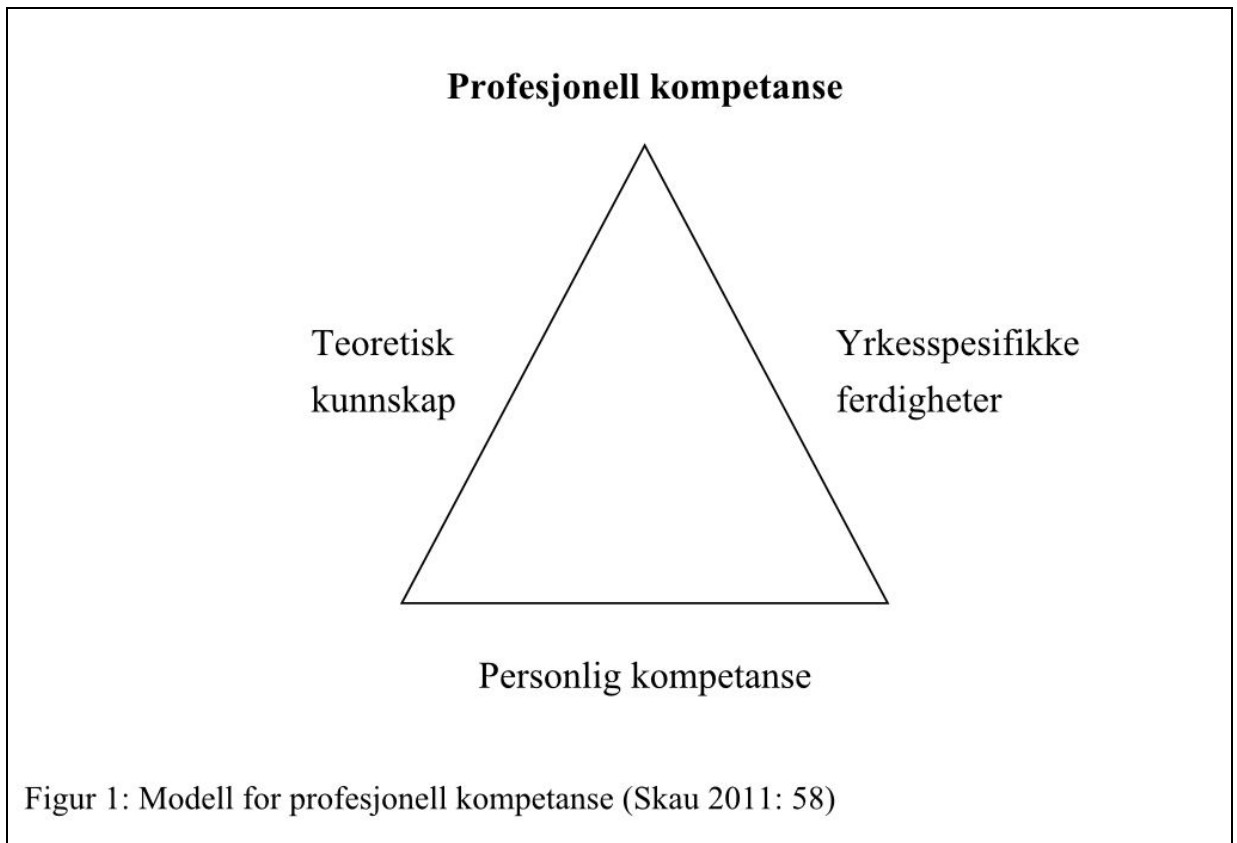 Profesjonell kompetanse
Teoretisk
kunnskap
Yrkesspesifikke
ferdigheter
Personlig kompetanse
Figur 1: Modell for profesjonell kompetanse (Skau 2011: 58)